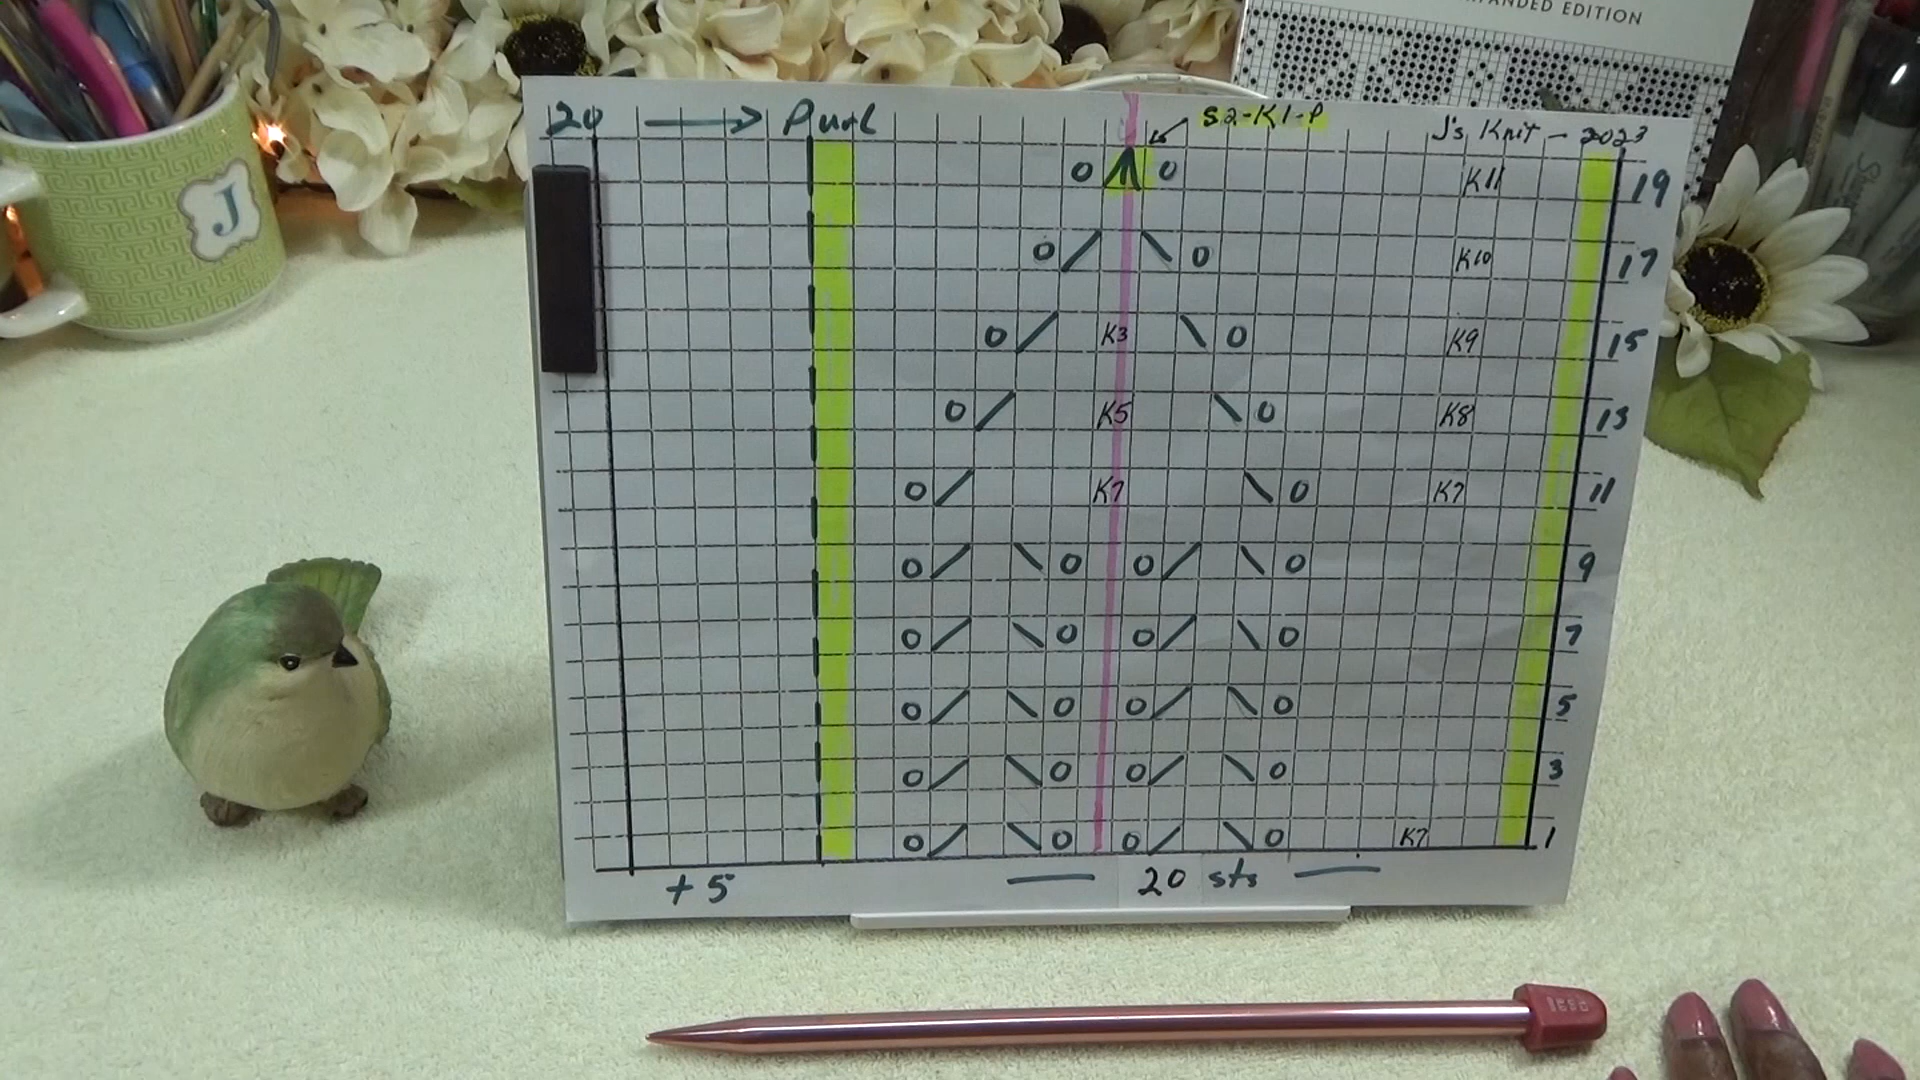 EXPANDED EDITION
20 → Purl S2-K1-P J's Knit - 2023
J
O O K11 19
O / \ O K10 17
O / K3 \ O K9 15
O / K5 \ O K8 13
O / K7 \ O K7 11
O / \ O O / \ O 9
O / \ O O / \ O 7
O / \ O O / \ O 5
O / \ O O / \ O 3
O / \ O O / \ O K7 1
+5 — 20 sts —